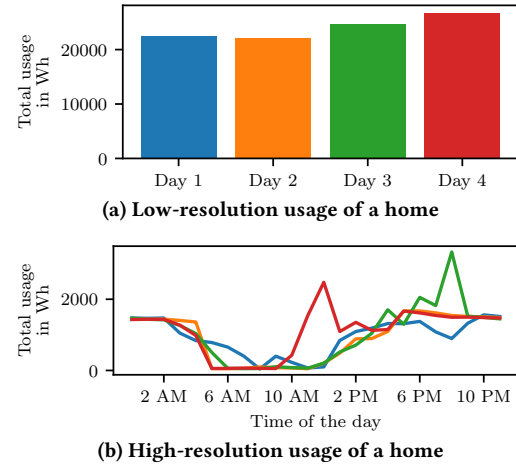 Total usage
in Wh
20000
10000
0
Day 1 Day 2 Day 3 Day 4
(a) Low-resolution usage of a home
Total usage
in Wh
2000
0
2 AM 6 AM 10 AM 2 PM 6 PM 10 PM
Time of the day
(b) High-resolution usage of a home